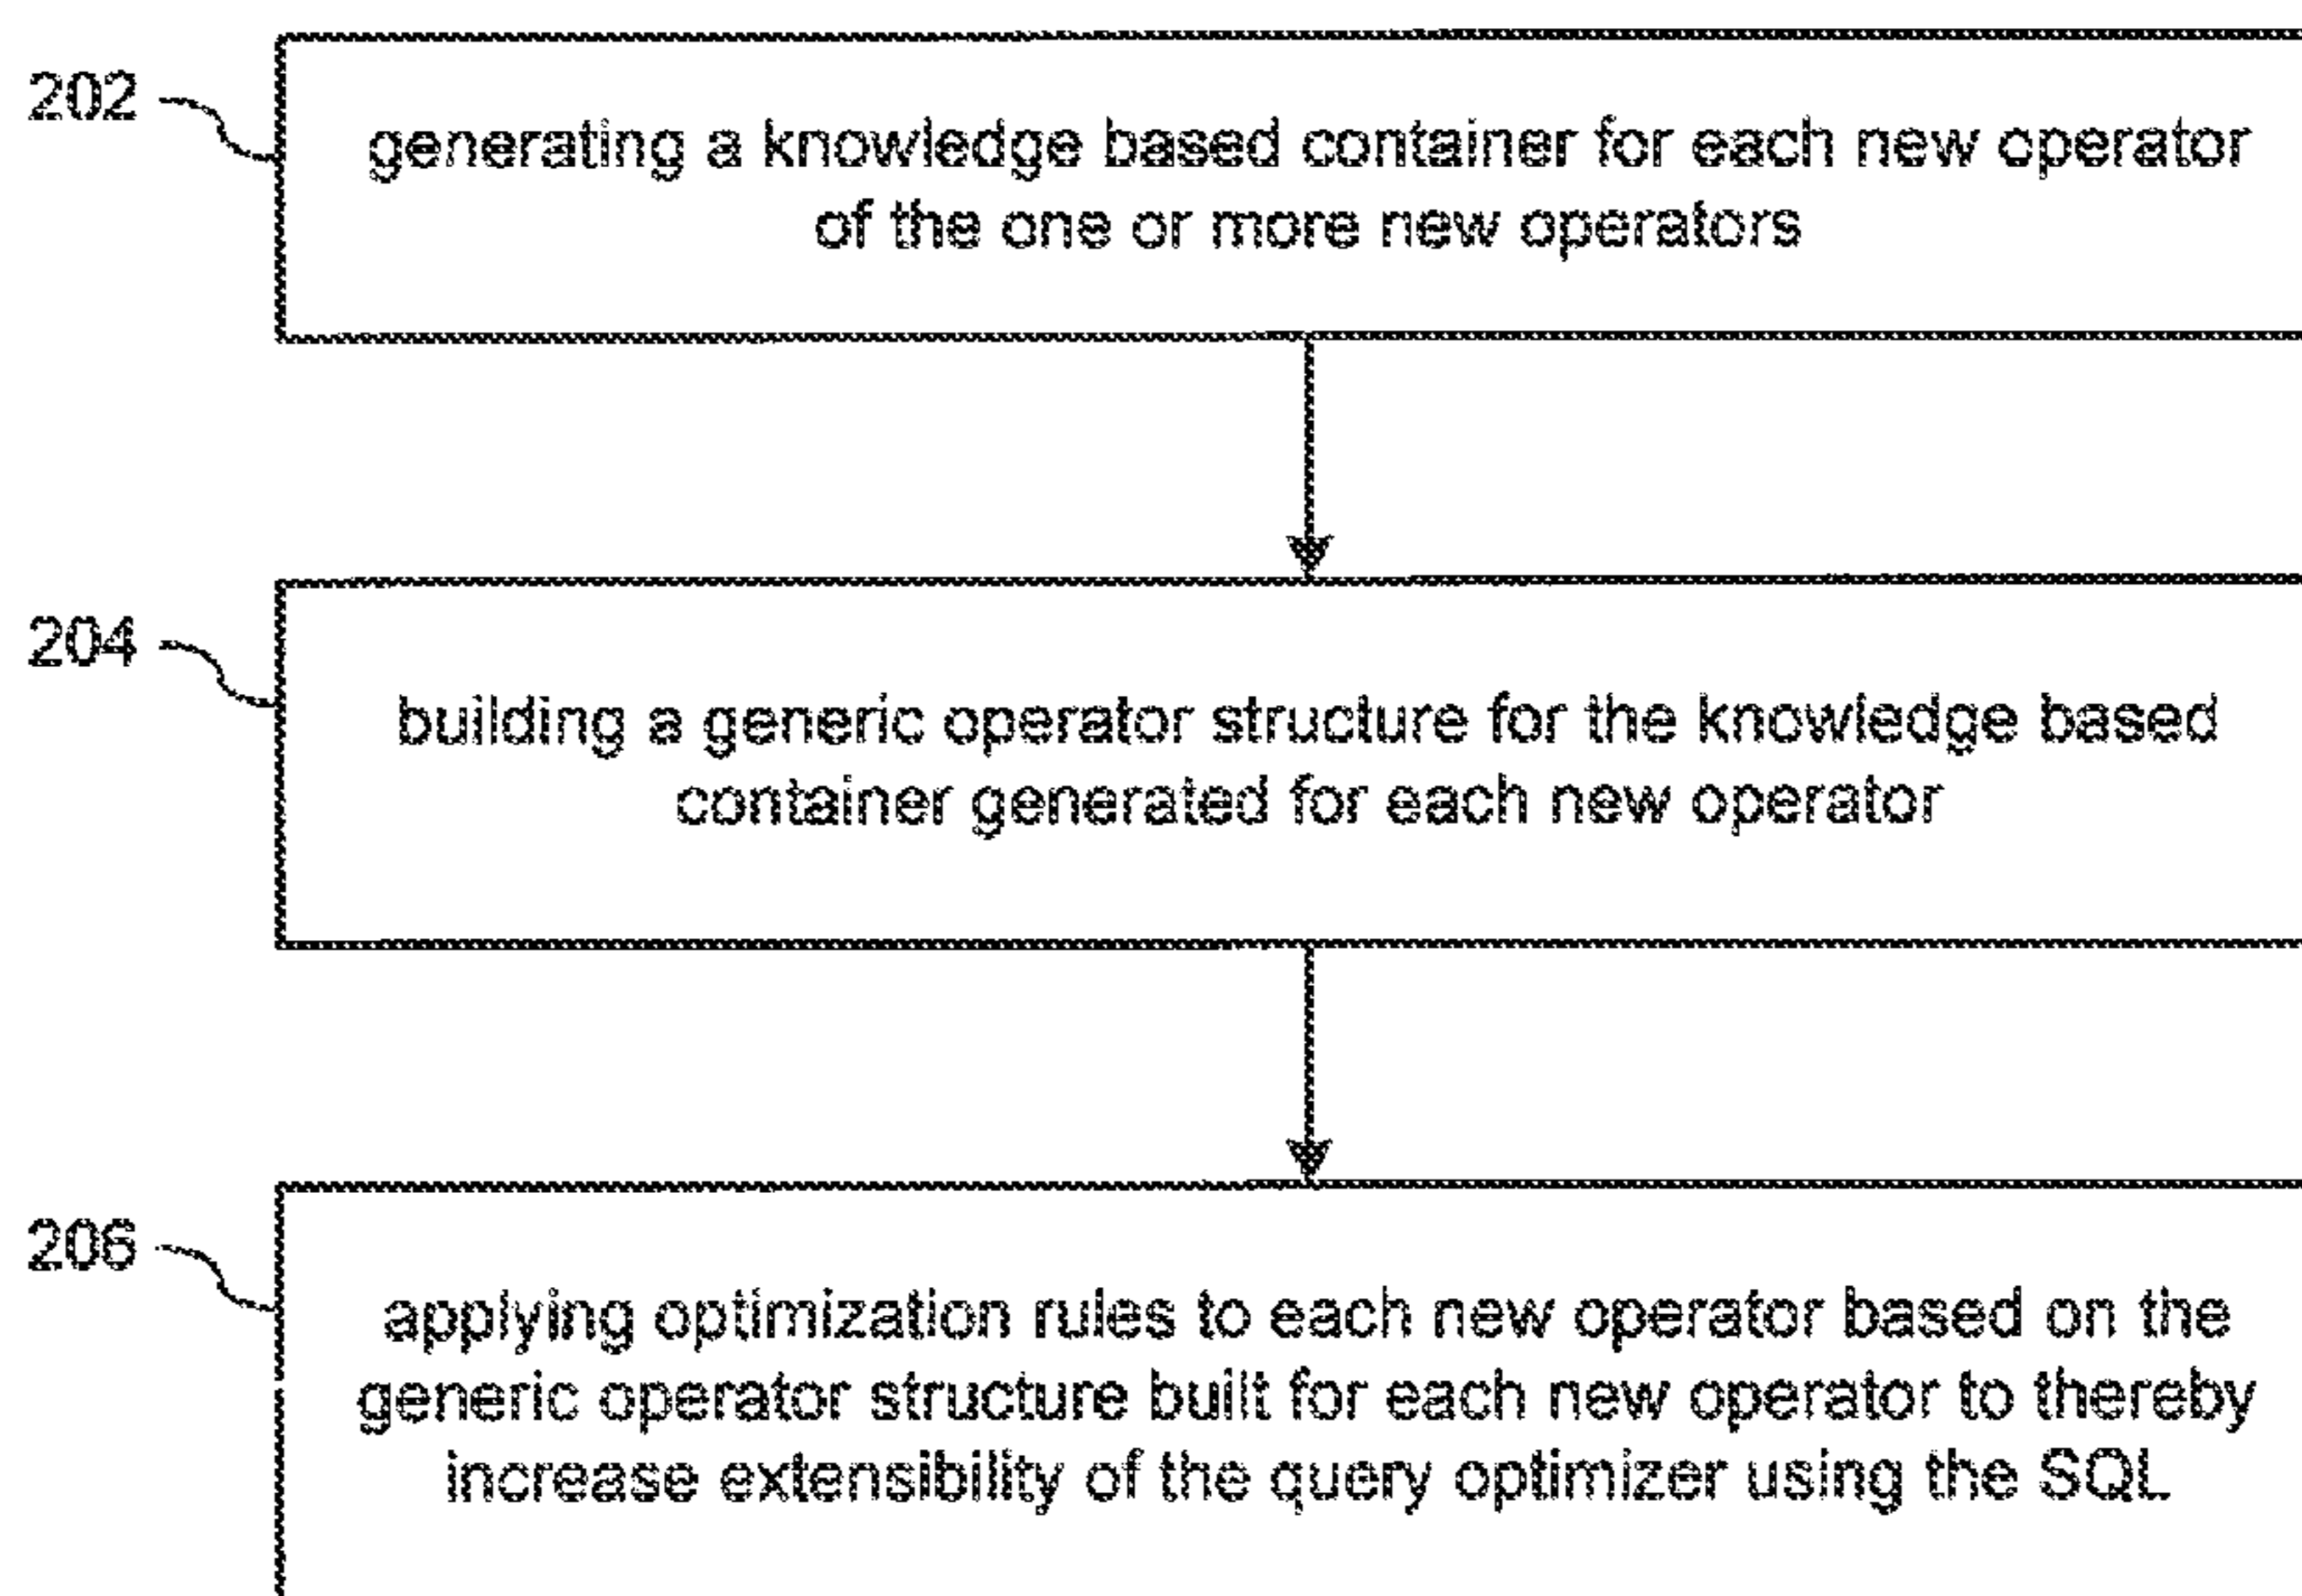 202
generating a knowledge based container for each new operator
of the one or more new operators
204
building a generic operator structure for the knowledge based
container generated for each new operator
206
applying optimization rules to each new operator based on the
generic operator structure built for each new operator to thereby
increase extensibility of the query optimizer using the SQL